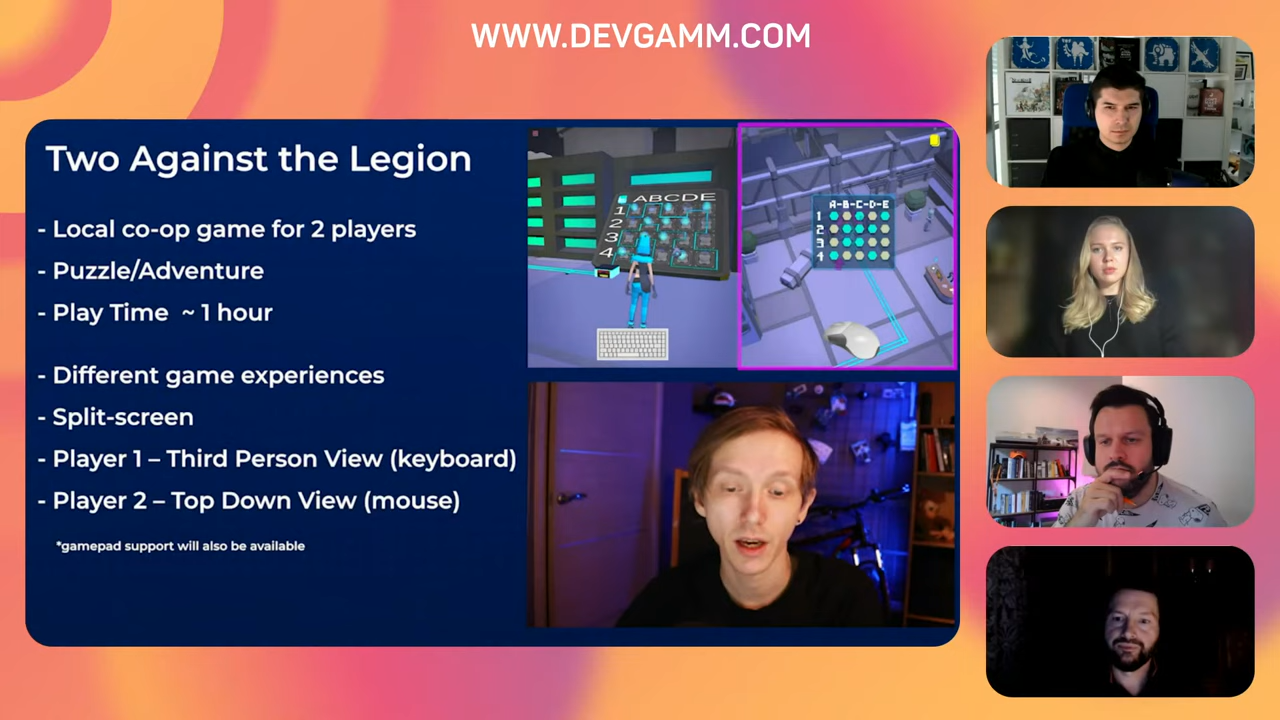 WWW.DEVGAMM.COM
Two Against the Legion
- Local co-op game for 2 players
- Puzzle/Adventure
- Play Time ~ 1 hour
- Different game experiences
- Split-screen
- Player 1 – Third Person View (keyboard)
- Player 2 – Top Down View (mouse)
*gamepad support will also be available
ABCDE
1
2
3
4
A-B-C-D-E
1
2
3
4